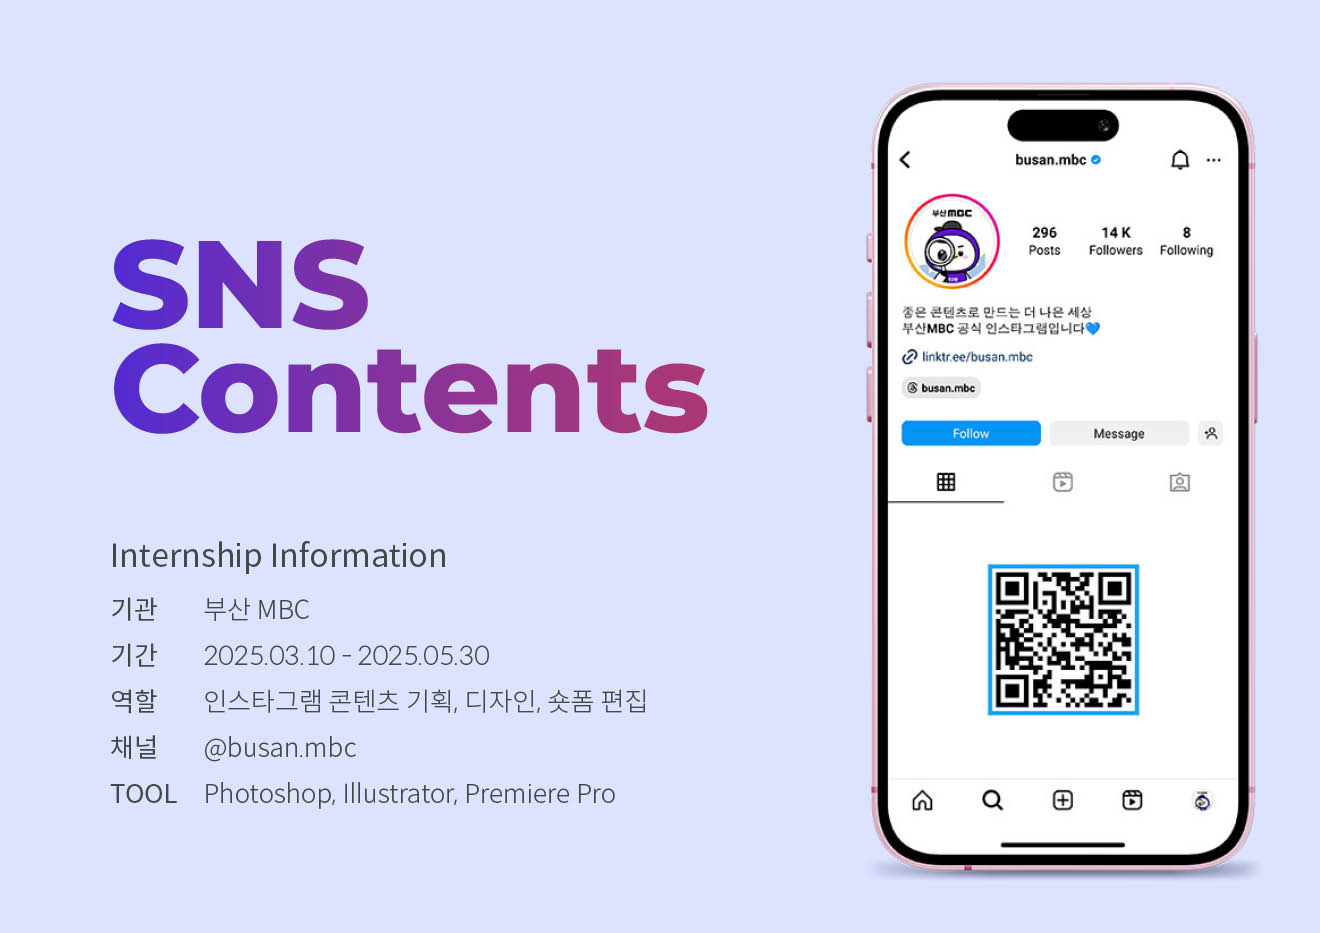 SNS
Contents
Internship Information
기관 부산 MBC
기간 2025.03.10 - 2025.05.30
역할 인스타그램 콘텐츠 기획, 디자인, 숏폼 편집
채널 @busan.mbc
TOOL Photoshop, Illustrator, Premiere Pro
busan.mbc
부산MBC
296 14 K 8
Posts Followers Following
좋은 콘텐츠로 만드는 더 나은 세상
부산MBC 공식 인스타그램입니다💙
linktr.ee/busan.mbc
busan.mbc
Follow Message